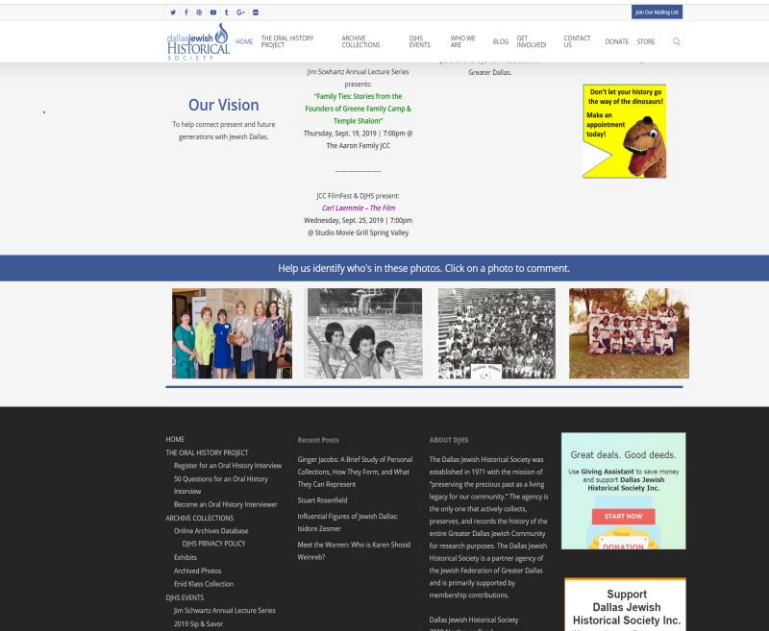 Join Our Mailing List
dallasjewish
HISTORICAL
SOCIETY
HOME
THE ORAL HISTORY
PROJECT
ARCHIVE
COLLECTIONS
DJHS
EVENTS
WHO WE
ARE
BLOG
GET
INVOLVED!
CONTACT
US
DONATE
STORE
Our Vision
To help connect present and future
generations with Jewish Dallas.
Jim Scwhartz Annual Lecture Series
presents:
"Family Ties: Stories from the
Founders of Greene Family Camp &
Temple Shalom"
Thursday, Sept. 19, 2019 | 7:00pm @
The Aaron Family JCC
JCC FilmFest & DJHS present:
Carl Laemmle – The Film
Wednesday, Sept. 25, 2019 | 7:00pm
@ Studio Movie Grill Spring Valley
Greater Dallas.
Don't let your history go
the way of the dinosaurs!
Make an
appointment
today!
Help us identify who's in these photos. Click on a photo to comment.
HOME
THE ORAL HISTORY PROJECT
Register for an Oral History Interview
50 Questions for an Oral History
Interview
Become an Oral History Interviewer
ARCHIVE COLLECTIONS
Online Archives Database
DJHS PRIVACY POLICY
Exhibits
Archived Photos
Enid Klass Collection
DJHS EVENTS
Jim Schwartz Annual Lecture Series
2019 Sip & Savor
Recent Posts
Ginger Jacobs: A Brief Study of Personal
Collections, How They Form, and What
They Can Represent
Stuart Rosenfield
Influential Figures of Jewish Dallas:
Isidore Zesmer
Meet the Women: Who is Karen Shosid
Weinreb?
ABOUT DJHS
The Dallas Jewish Historical Society was
established in 1971 with the mission of
"preserving the precious past as a living
legacy for our community." The agency is
the only one that actively collects,
preserves, and records the history of the
entire Greater Dallas Jewish Community
for research purposes. The Dallas Jewish
Historical Society is a partner agency of
the Jewish Federation of Greater Dallas
and is primarily supported by
membership contributions.
Dallas Jewish Historical Society
Great deals. Good deeds.
Use Giving Assistant to save money
and support Dallas Jewish
Historical Society Inc.
START NOW
DONATION
Support
Dallas Jewish
Historical Society Inc.